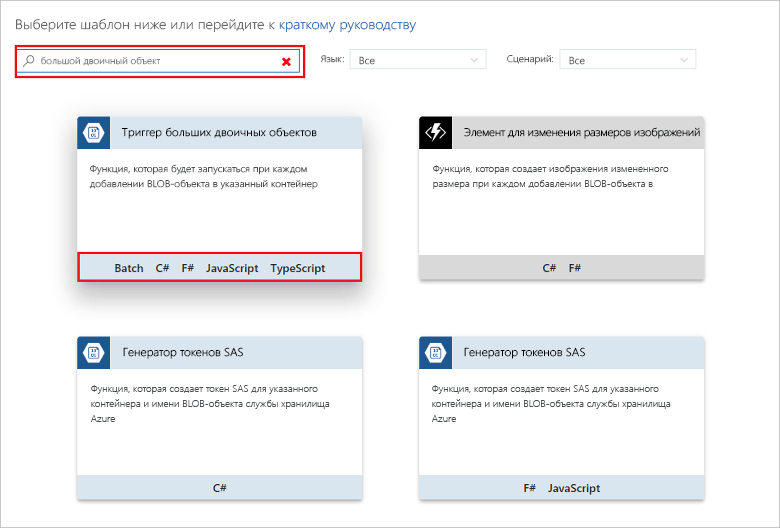 Выберите шаблон ниже или перейдите к краткому руководству
большой двоичный объект
Язык: Все
Сценарий: Все
Триггер больших двоичных объектов
Функция, которая будет запускаться при каждом
добавлении BLOB-объекта в указанный контейнер
Batch C# F# JavaScript TypeScript
Элемент для изменения размеров изображений
Функция, которая создает изображения измененного
размера при каждом добавлении BLOB-объекта в
C# F#
Генератор токенов SAS
Функция, которая создает токен SAS для указанного
контейнера и имени BLOB-объекта службы хранилища
Azure
C#
Генератор токенов SAS
Функция, которая создает токен SAS для указанного
контейнера и имени BLOB-объекта службы хранилища
Azure
F# JavaScript